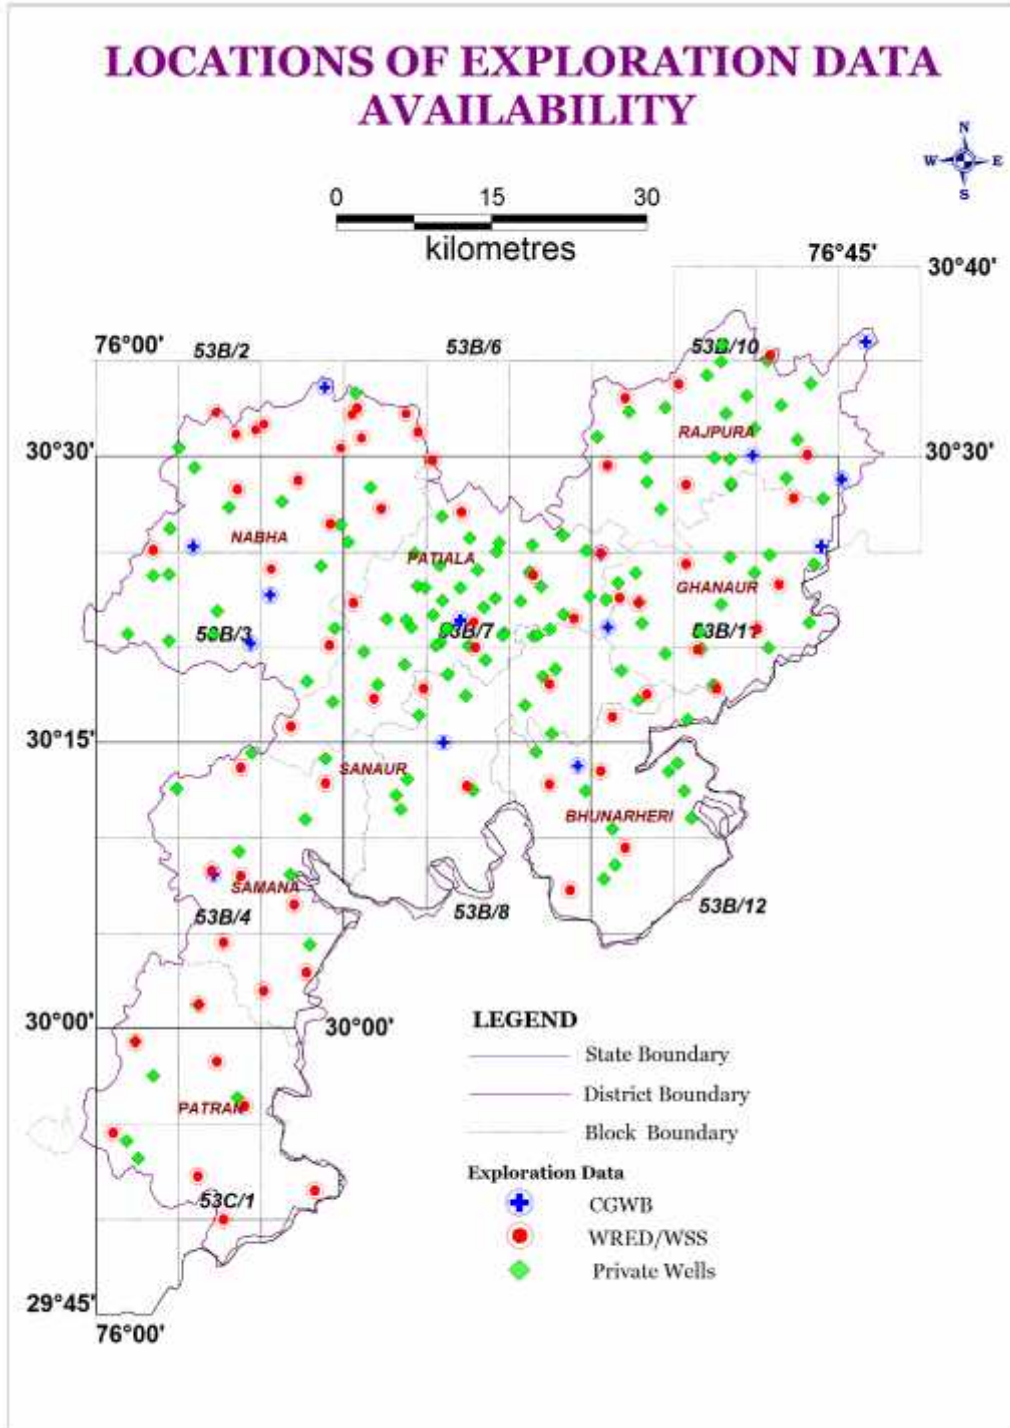 LOCATIONS OF EXPLORATION DATA
AVAILABILITY
N
W E
S
0 15 30
kilometres
76°45'
30°40'
76°00'
53B/2
53B/6
53B/10
RAJPURA
30°30'
30°30'
NABHA
PATIALA
GHANAUR
53B/3
53B/7
53B/11
30°15'
SANAUR
BHUNARHERI
SAMANA
53B/4
53B/8
53B/12
30°00'
30°00'
LEGEND
State Boundary
District Boundary
Block Boundary
PATRAN
Exploration Data
53C/1
CGWB
WRED/WSS
Private Wells
29°45'
76°00'